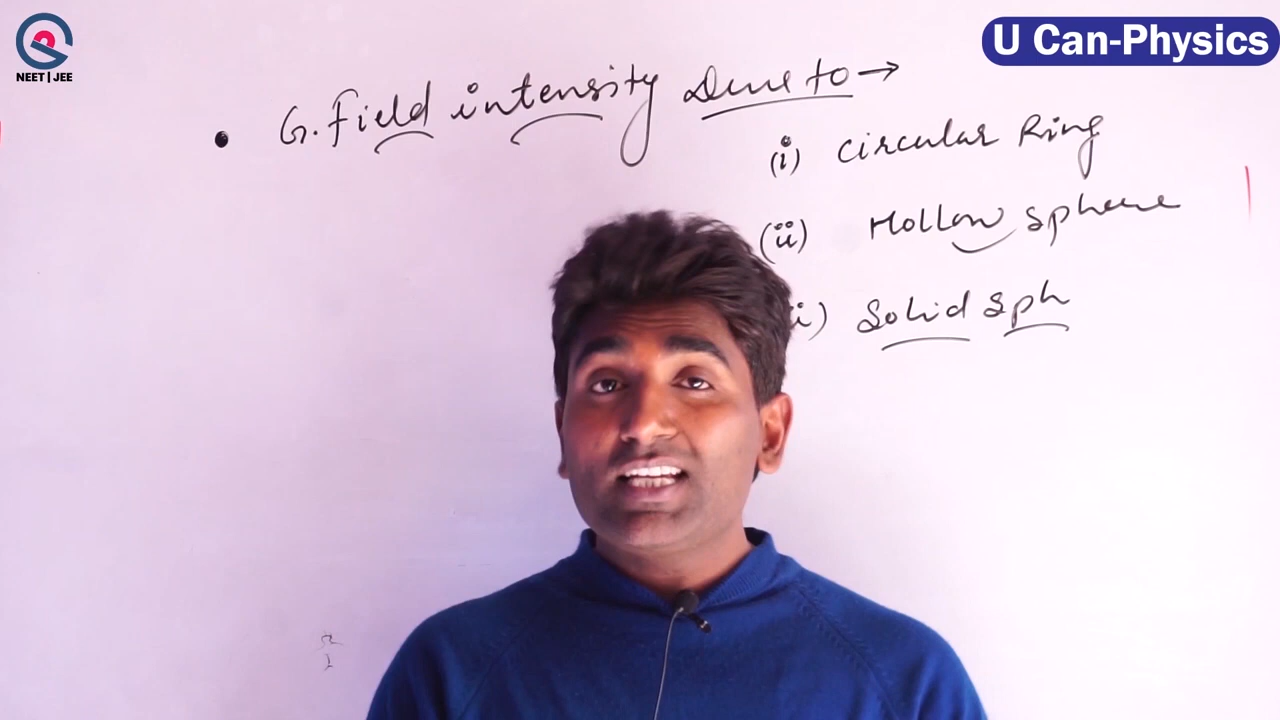 NEET | JEE
U Can-Physics
• G. Field intensity Due to →
(i) Circular Ring
(ii) Hollow sphere
i) Solid Sph